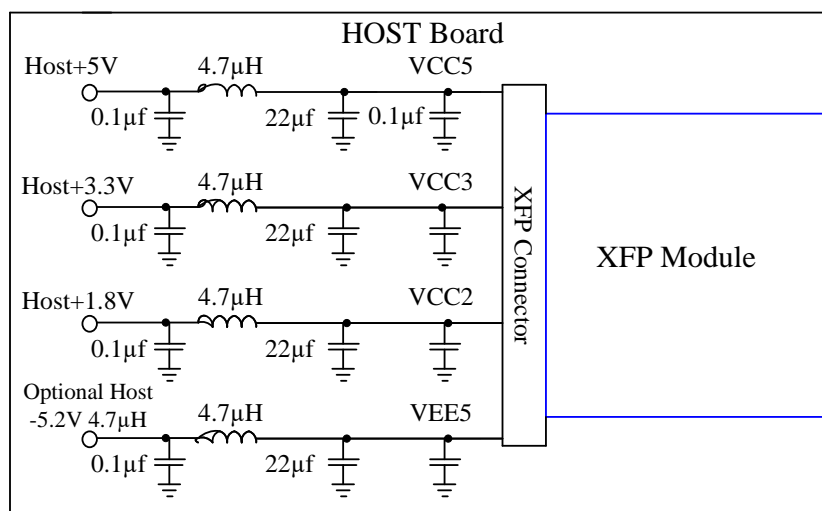 HOST Board
Host+5V
4.7µH
VCC5
0.1µf
22µf
0.1µf
Host+3.3V
4.7µH
VCC3
0.1µf
22µf
Host+1.8V
4.7µH
VCC2
0.1µf
22µf
Optional Host
-5.2V 4.7µH
4.7µH
VEE5
0.1µf
22µf
XFP Connector
XFP Module